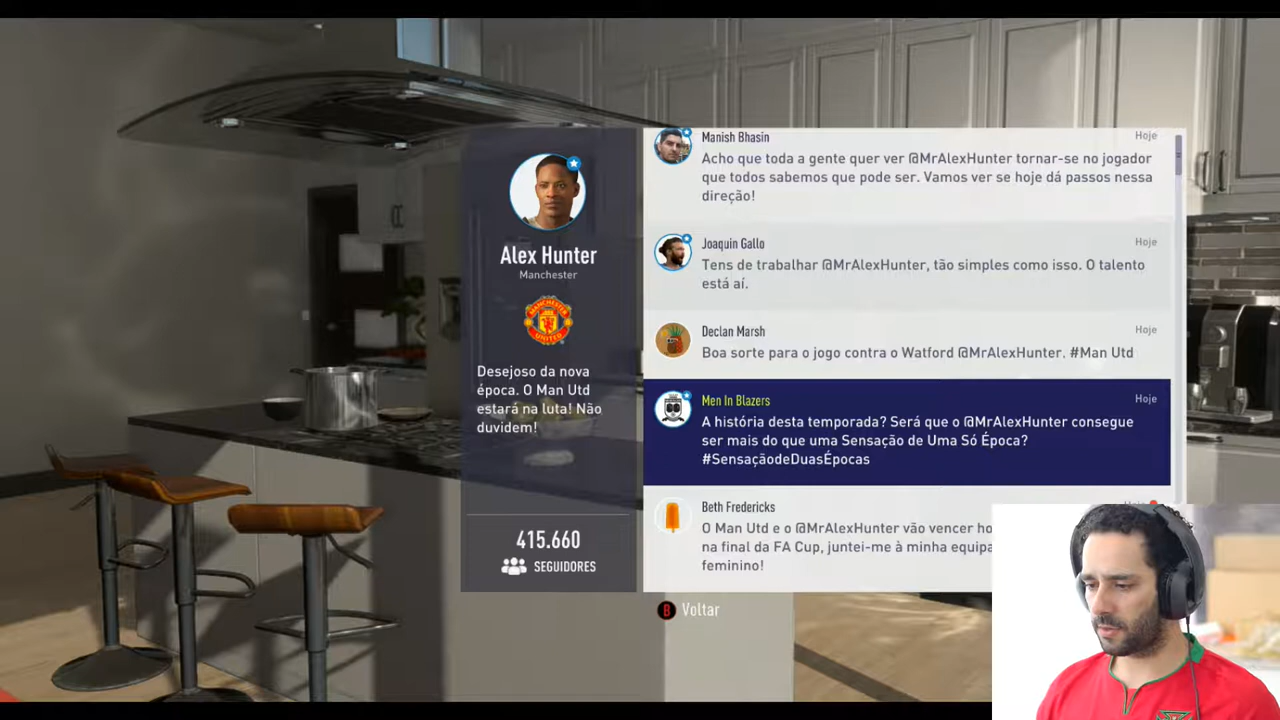 Alex Hunter
Manchester
MANCHESTER
UNITED
Desejoso da nova
época. O Man Utd
estará na luta! Não
duvidem!
415.660
SEGUIDORES
Manish Bhasin
Hoje
Acho que toda a gente quer ver @MrAlexHunter tornar-se no jogador
que todos sabemos que pode ser. Vamos ver se hoje dá passos nessa
direção!
Joaquin Gallo
Hoje
Tens de trabalhar @MrAlexHunter, tão simples como isso. O talento
está aí.
Declan Marsh
Hoje
Boa sorte para o jogo contra o Watford @MrAlexHunter. #Man Utd
Men In Blazers
Hoje
A história desta temporada? Será que o @MrAlexHunter consegue
ser mais do que uma Sensação de Uma Só Época?
#SensaçãodeDuasÉpocas
Beth Fredericks
O Man Utd e o @MrAlexHunter vão vencer
na final da FA Cup, juntei-me à minha equipa
feminino!
B Voltar